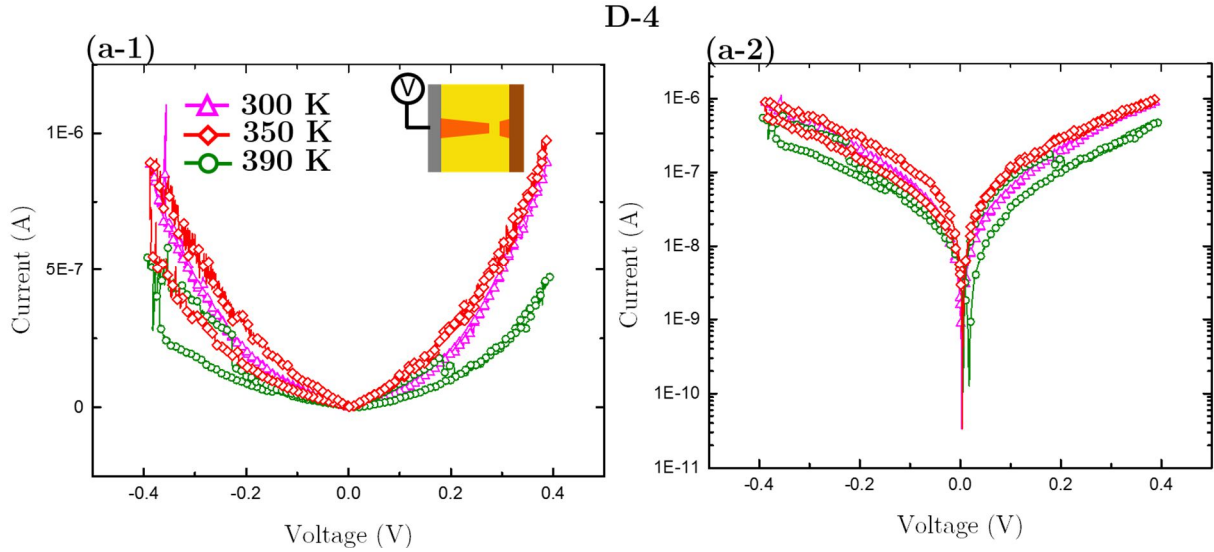 D-4
(a-1)
V
300 K
350 K
390 K
1E-6
5E-7
0
-0.4
-0.2
0.0
0.2
0.4
Current (A)
Voltage (V)
(a-2)
1E-6
1E-7
1E-8
1E-9
1E-10
1E-11
-0.4
-0.2
0.0
0.2
0.4
Current (A)
Voltage (V)